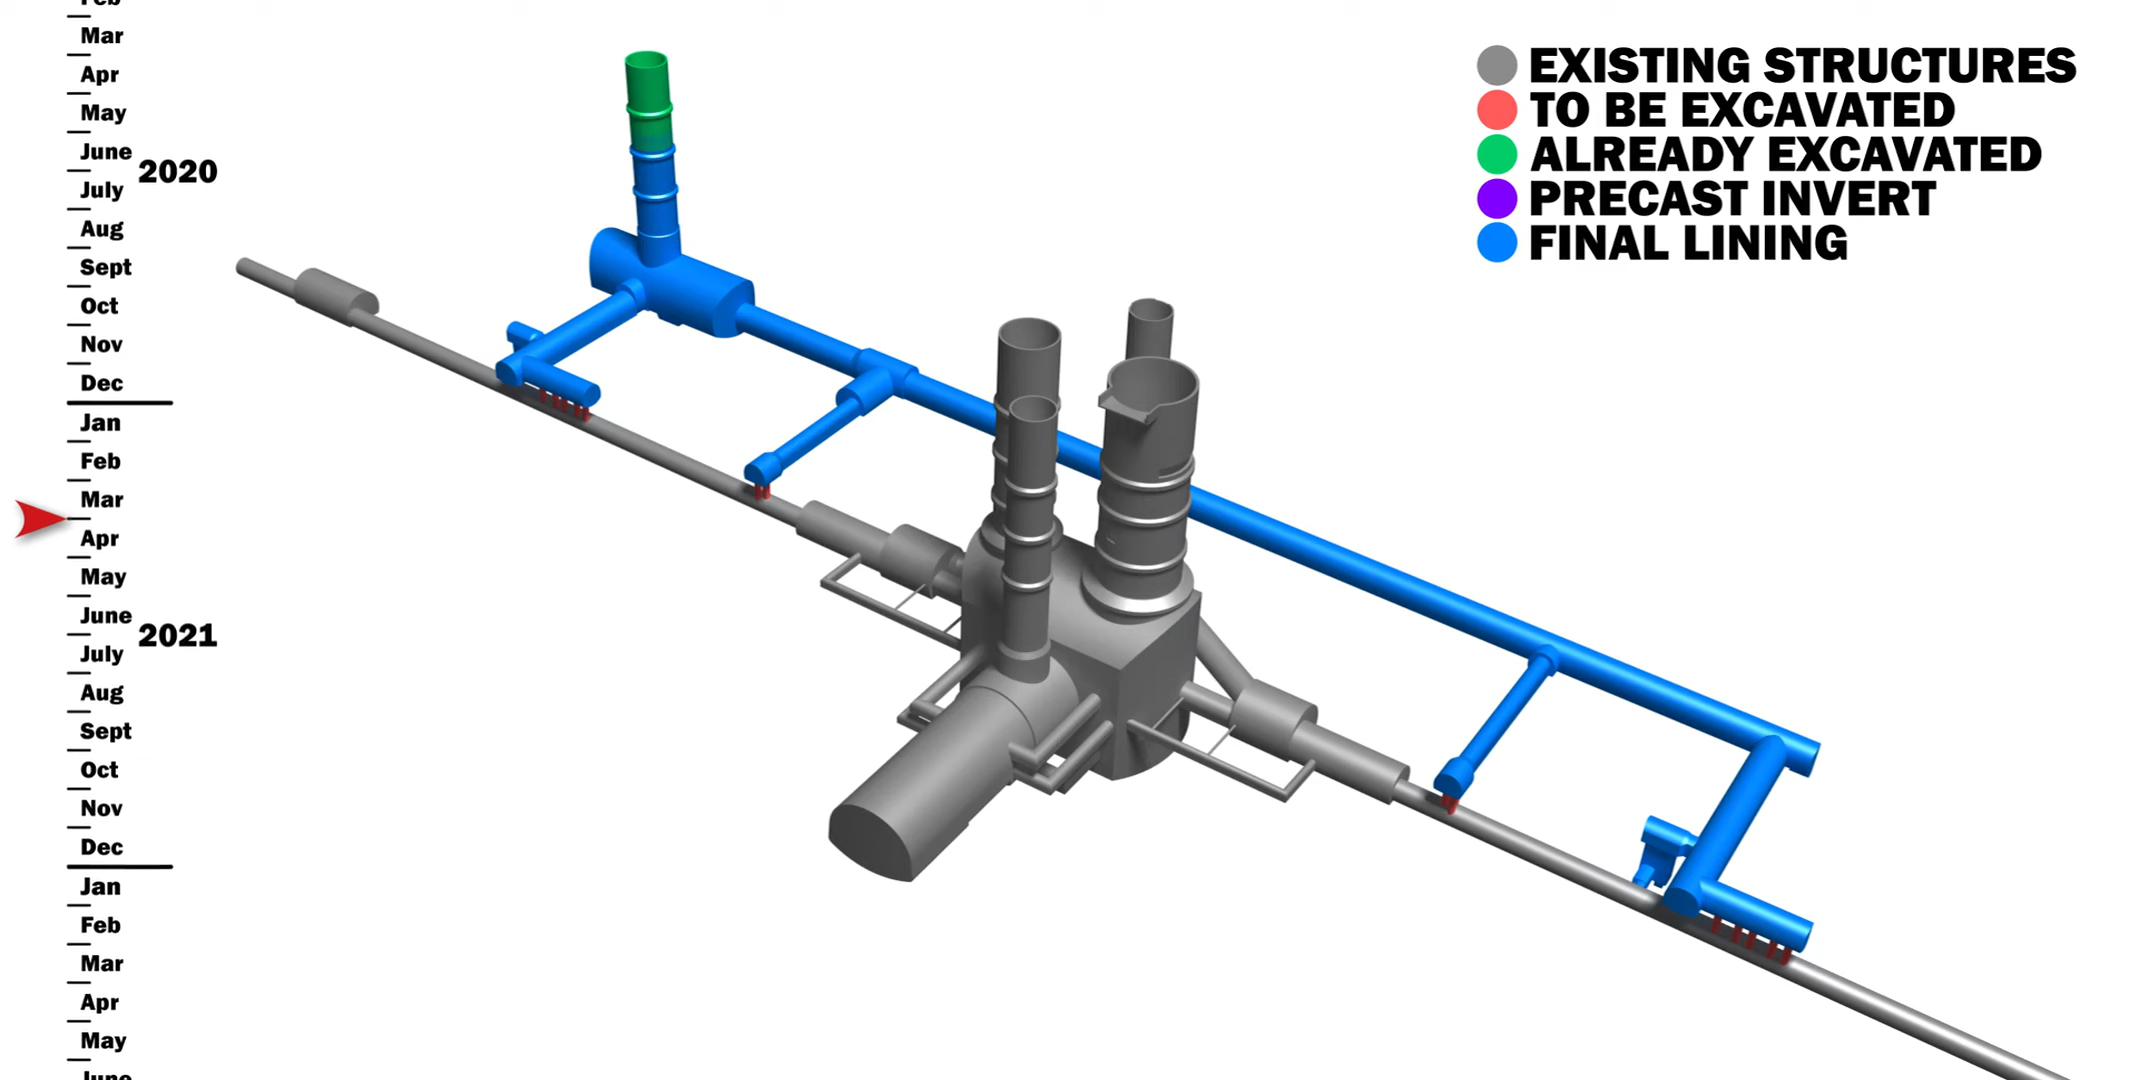 Feb
Mar
Apr
May
June
2020
July
Aug
Sept
Oct
Nov
Dec
Jan
Feb
Mar
Apr
May
June
2021
July
Aug
Sept
Oct
Nov
Dec
Jan
Feb
Mar
Apr
May
June
EXISTING STRUCTURES
TO BE EXCAVATED
ALREADY EXCAVATED
PRECAST INVERT
FINAL LINING